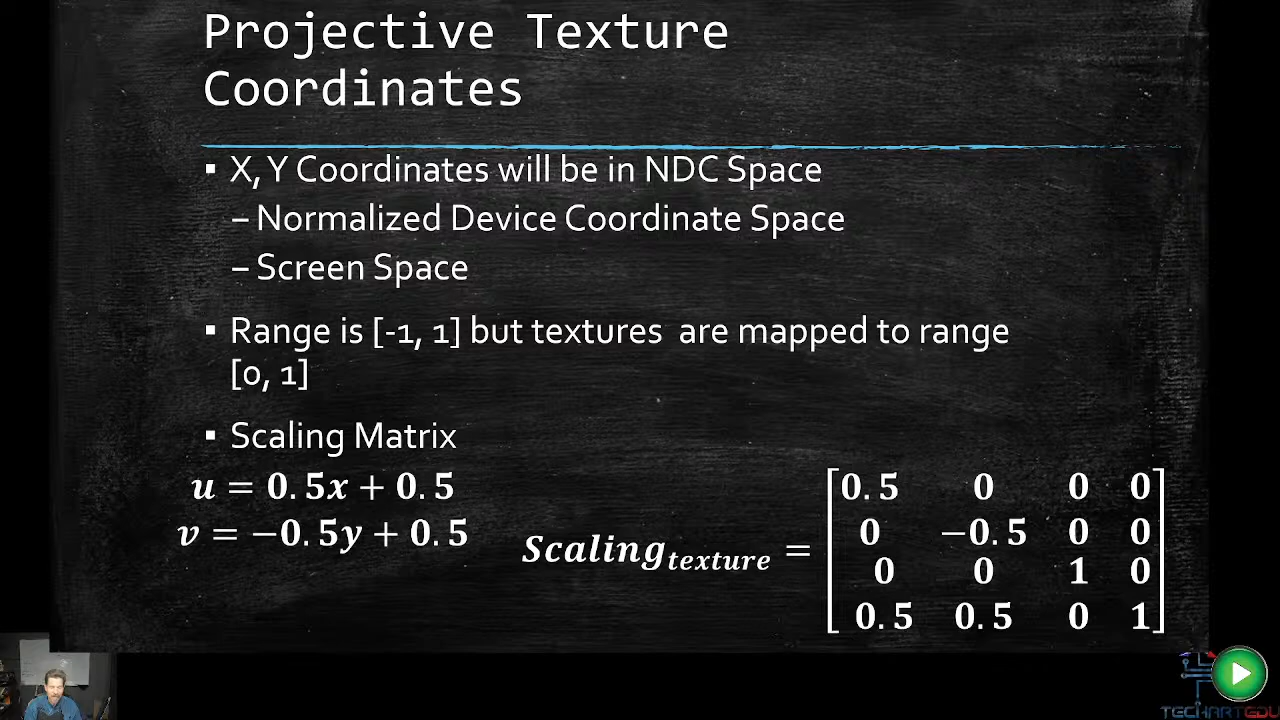 Projective Texture
Coordinates
▪ X, Y Coordinates will be in NDC Space
– Normalized Device Coordinate Space
– Screen Space
▪ Range is [-1, 1] but textures are mapped to range
[0, 1]
▪ Scaling Matrix
u = 0.5x + 0.5
v = −0.5y + 0.5
Scaling_texture =
0.5 0 0 0
0 −0.5 0 0
0 0 1 0
0.5 0.5 0 1
TECHARTEDU